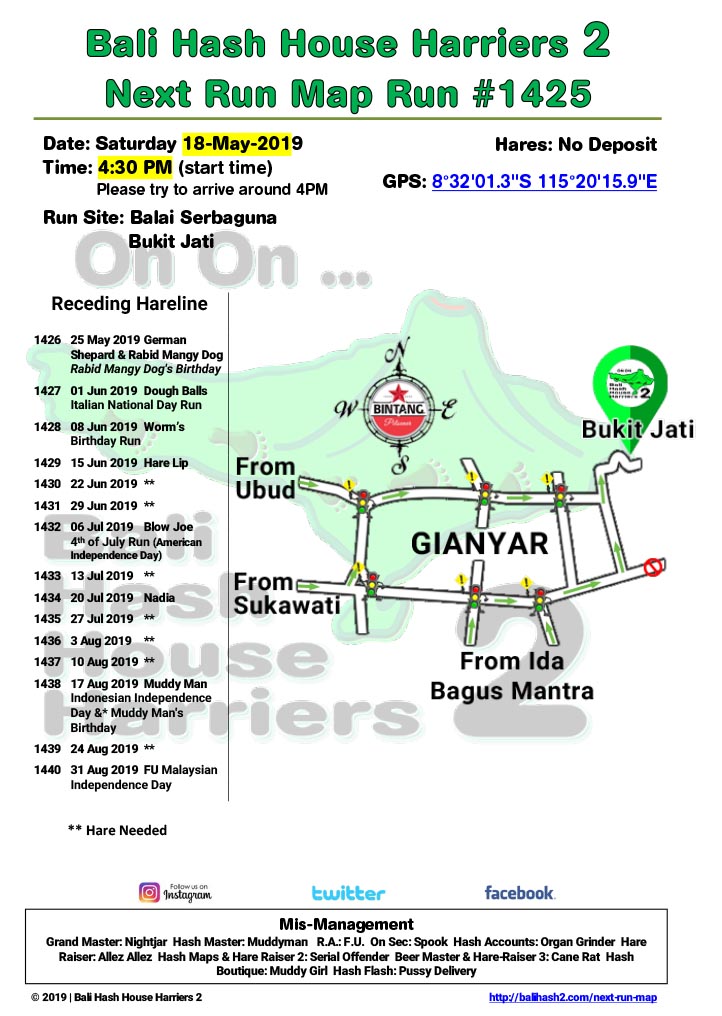 Bali Hash House Harriers 2
Next Run Map Run #1425
Date: Saturday 18-May-2019
Time: 4:30 PM (start time)
Please try to arrive around 4PM
Hares: No Deposit
GPS: 8°32'01.3"S 115°20'15.9"E
Run Site: Balai Serbaguna
Bukit Jati
On On ...
Receding Hareline
1426 25 May 2019 German
Shepard & Rabid Mangy Dog
Rabid Mangy Dog's Birthday
1427 01 Jun 2019 Dough Balls
Italian National Day Run
1428 08 Jun 2019 Worm's
Birthday Run
1429 15 Jun 2019 Hare Lip
1430 22 Jun 2019 **
1431 29 Jun 2019 **
1432 06 Jul 2019 Blow Joe
4th of July Run (American
Independence Day)
1433 13 Jul 2019 **
1434 20 Jul 2019 Nadia
1435 27 Jul 2019 **
1436 3 Aug 2019 **
1437 10 Aug 2019 **
1438 17 Aug 2019 Muddy Man
Indonesian Independence
Day &* Muddy Man's
Birthday
1439 24 Aug 2019 **
1440 31 Aug 2019 FU Malaysian
Independence Day
** Hare Needed
N
W
E
S
BINTANG
Pilsener
ON ON
Bali
Hash
House
Harriers 2
Bukit Jati
From
Ubud
GIANYAR
From
Sukawati
From Ida
Bagus Mantra
Bali
Hash
House
Harriers 2
Follow us on
Instagram
twitter
facebook
Mis-Management
Grand Master: Nightjar Hash Master: Muddyman R.A.: F.U. On Sec: Spook Hash Accounts: Organ Grinder Hare
Raiser: Allez Allez Hash Maps & Hare Raiser 2: Serial Offender Beer Master & Hare-Raiser 3: Cane Rat Hash
Boutique: Muddy Girl Hash Flash: Pussy Delivery
© 2019 | Bali Hash House Harriers 2
http://balihash2.com/next-run-map